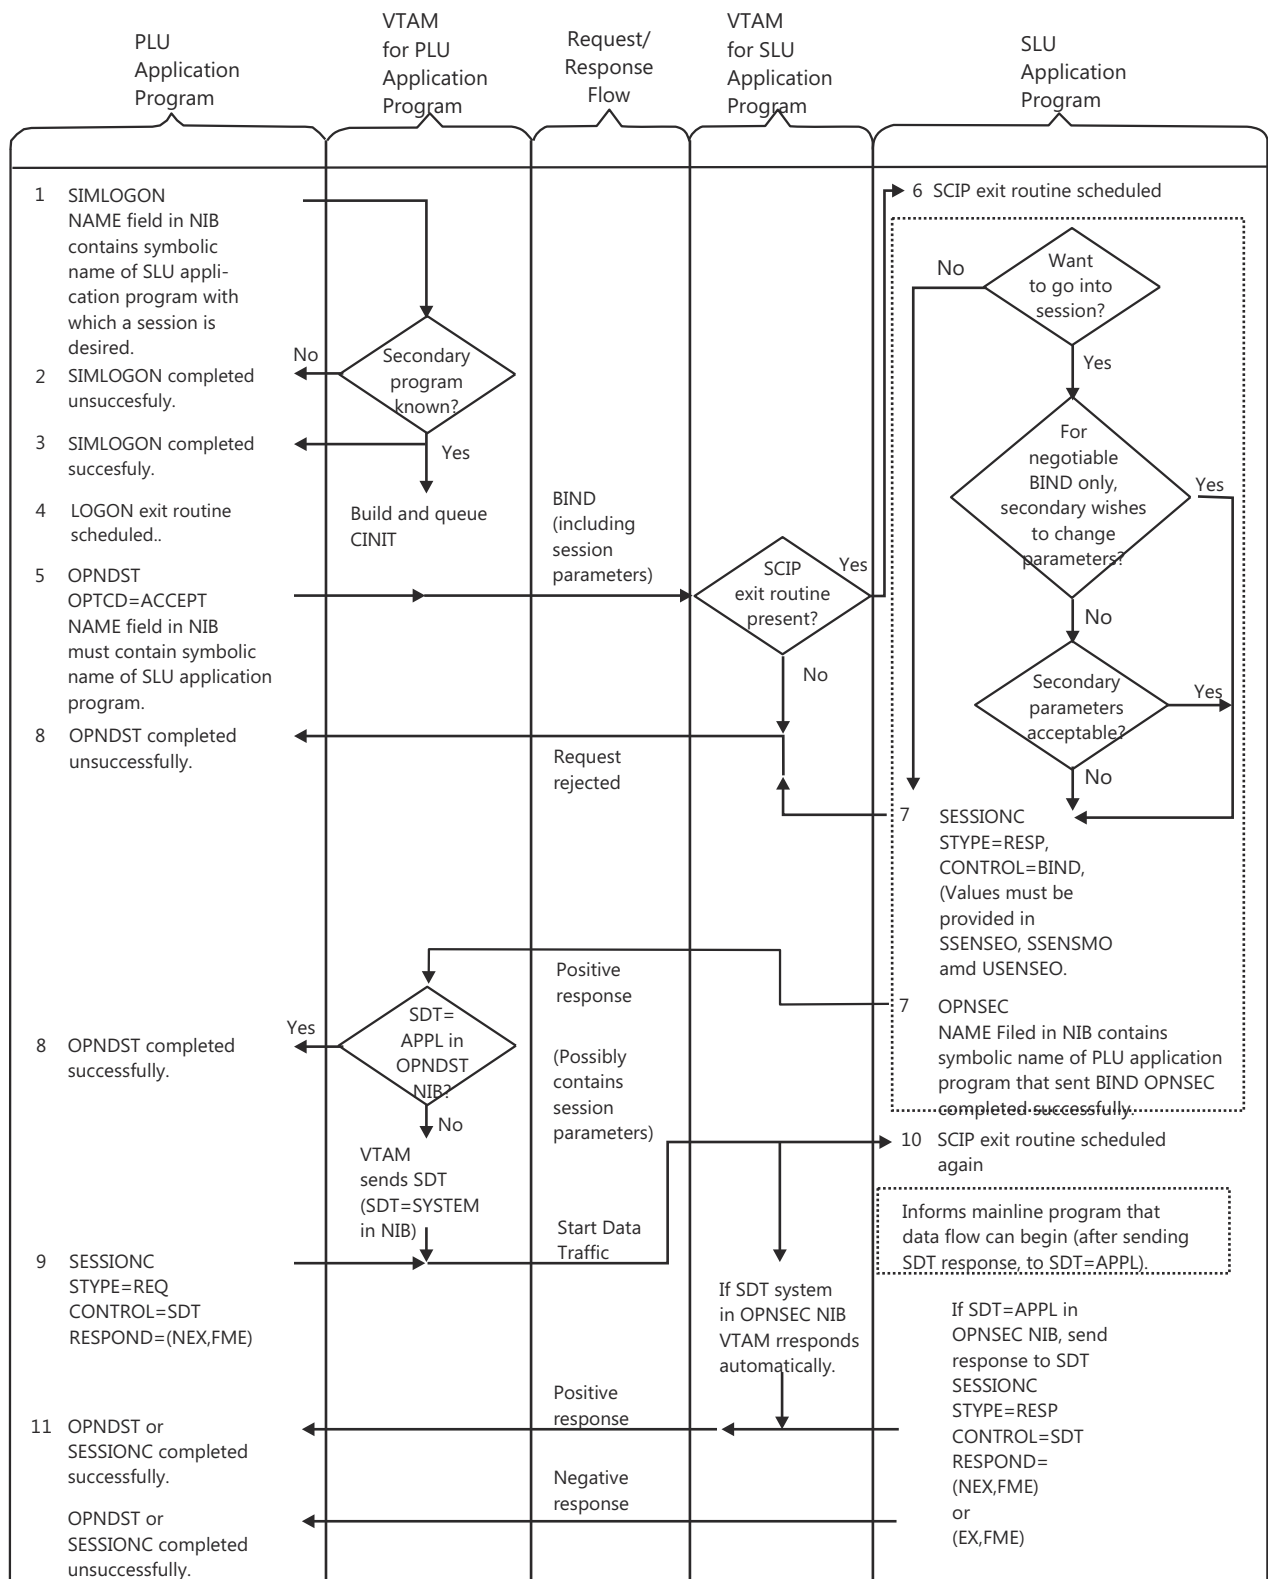 PLU
Application
Program
VTAM
for PLU
Application
Program
Request/
Response
Flow
VTAM
for SLU
Application
Program
SLU
Application
Program
1 SIMLOGON
NAME field in NIB
contains symbolic
name of SLU appli-
cation program with
which a session is
desired.
No
Secondary
program
known?
2 SIMLOGON completed
unsuccesfuly.
3 SIMLOGON completed
succesfuly.
Yes
4 LOGON exit routine
scheduled..
Build and queue
CINIT
5 OPNDST
OPTCD=ACCEPT
NAME field in NIB
must contain symbolic
name of SLU application
program.
BIND
(including
session
parameters)
SCIP
exit routine
present?
Yes
No
6 SCIP exit routine scheduled
Want
to go into
session?
No
Yes
For
negotiable
BIND only,
secondary wishes
to change
parameters?
Yes
No
Secondary
parameters
acceptable?
Yes
No
8 OPNDST completed
unsuccessfully.
Request
rejected
7 SESSIONC
STYPE=RESP,
CONTROL=BIND,
(Values must be
provided in
SSENSEO, SSENSMO
amd USENSEO.
Positive
response
7 OPNSEC
NAME Filed in NIB contains
symbolic name of PLU application
program that sent BIND OPNSEC
completed successfully.
SDT=
APPL in
OPNDST
NIB?
Yes
8 OPNDST completed
successfully.
No
(Possibly
contains
session
parameters)
VTAM
sends SDT
(SDT=SYSTEM
in NIB)
10 SCIP exit routine scheduled
again
Start Data
Traffic
Informs mainline program that
data flow can begin (after sending
SDT response, to SDT=APPL).
9 SESSIONC
STYPE=REQ
CONTROL=SDT
RESPOND=(NEX,FME)
If SDT system
in OPNSEC NIB
VTAM rresponds
automatically.
If SDT=APPL in
OPNSEC NIB, send
response to SDT
SESSIONC
STYPE=RESP
CONTROL=SDT
RESPOND=
(NEX,FME)
or
(EX,FME)
Positive
response
11 OPNDST or
SESSIONC completed
successfully.
Negative
response
OPNDST or
SESSIONC completed
unsuccessfully.